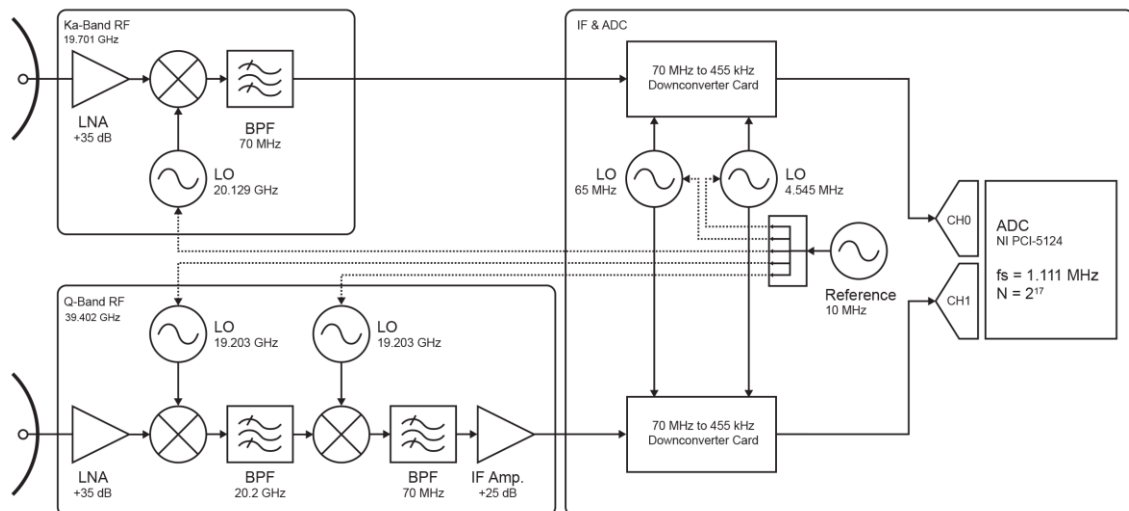 Ka-Band RF
19.701 GHz
LNA
+35 dB
BPF
70 MHz
LO
20.129 GHz
IF & ADC
70 MHz to 455 kHz
Downconverter Card
LO
65 MHz
LO
4.545 MHz
Reference
10 MHz
CH0
CH1
ADC
NI PCI-5124
fs = 1.111 MHz
N = 2¹⁷
Q-Band RF
39.402 GHz
LO
19.203 GHz
LO
19.203 GHz
LNA
+35 dB
BPF
20.2 GHz
BPF
70 MHz
IF Amp.
+25 dB
70 MHz to 455 kHz
Downconverter Card